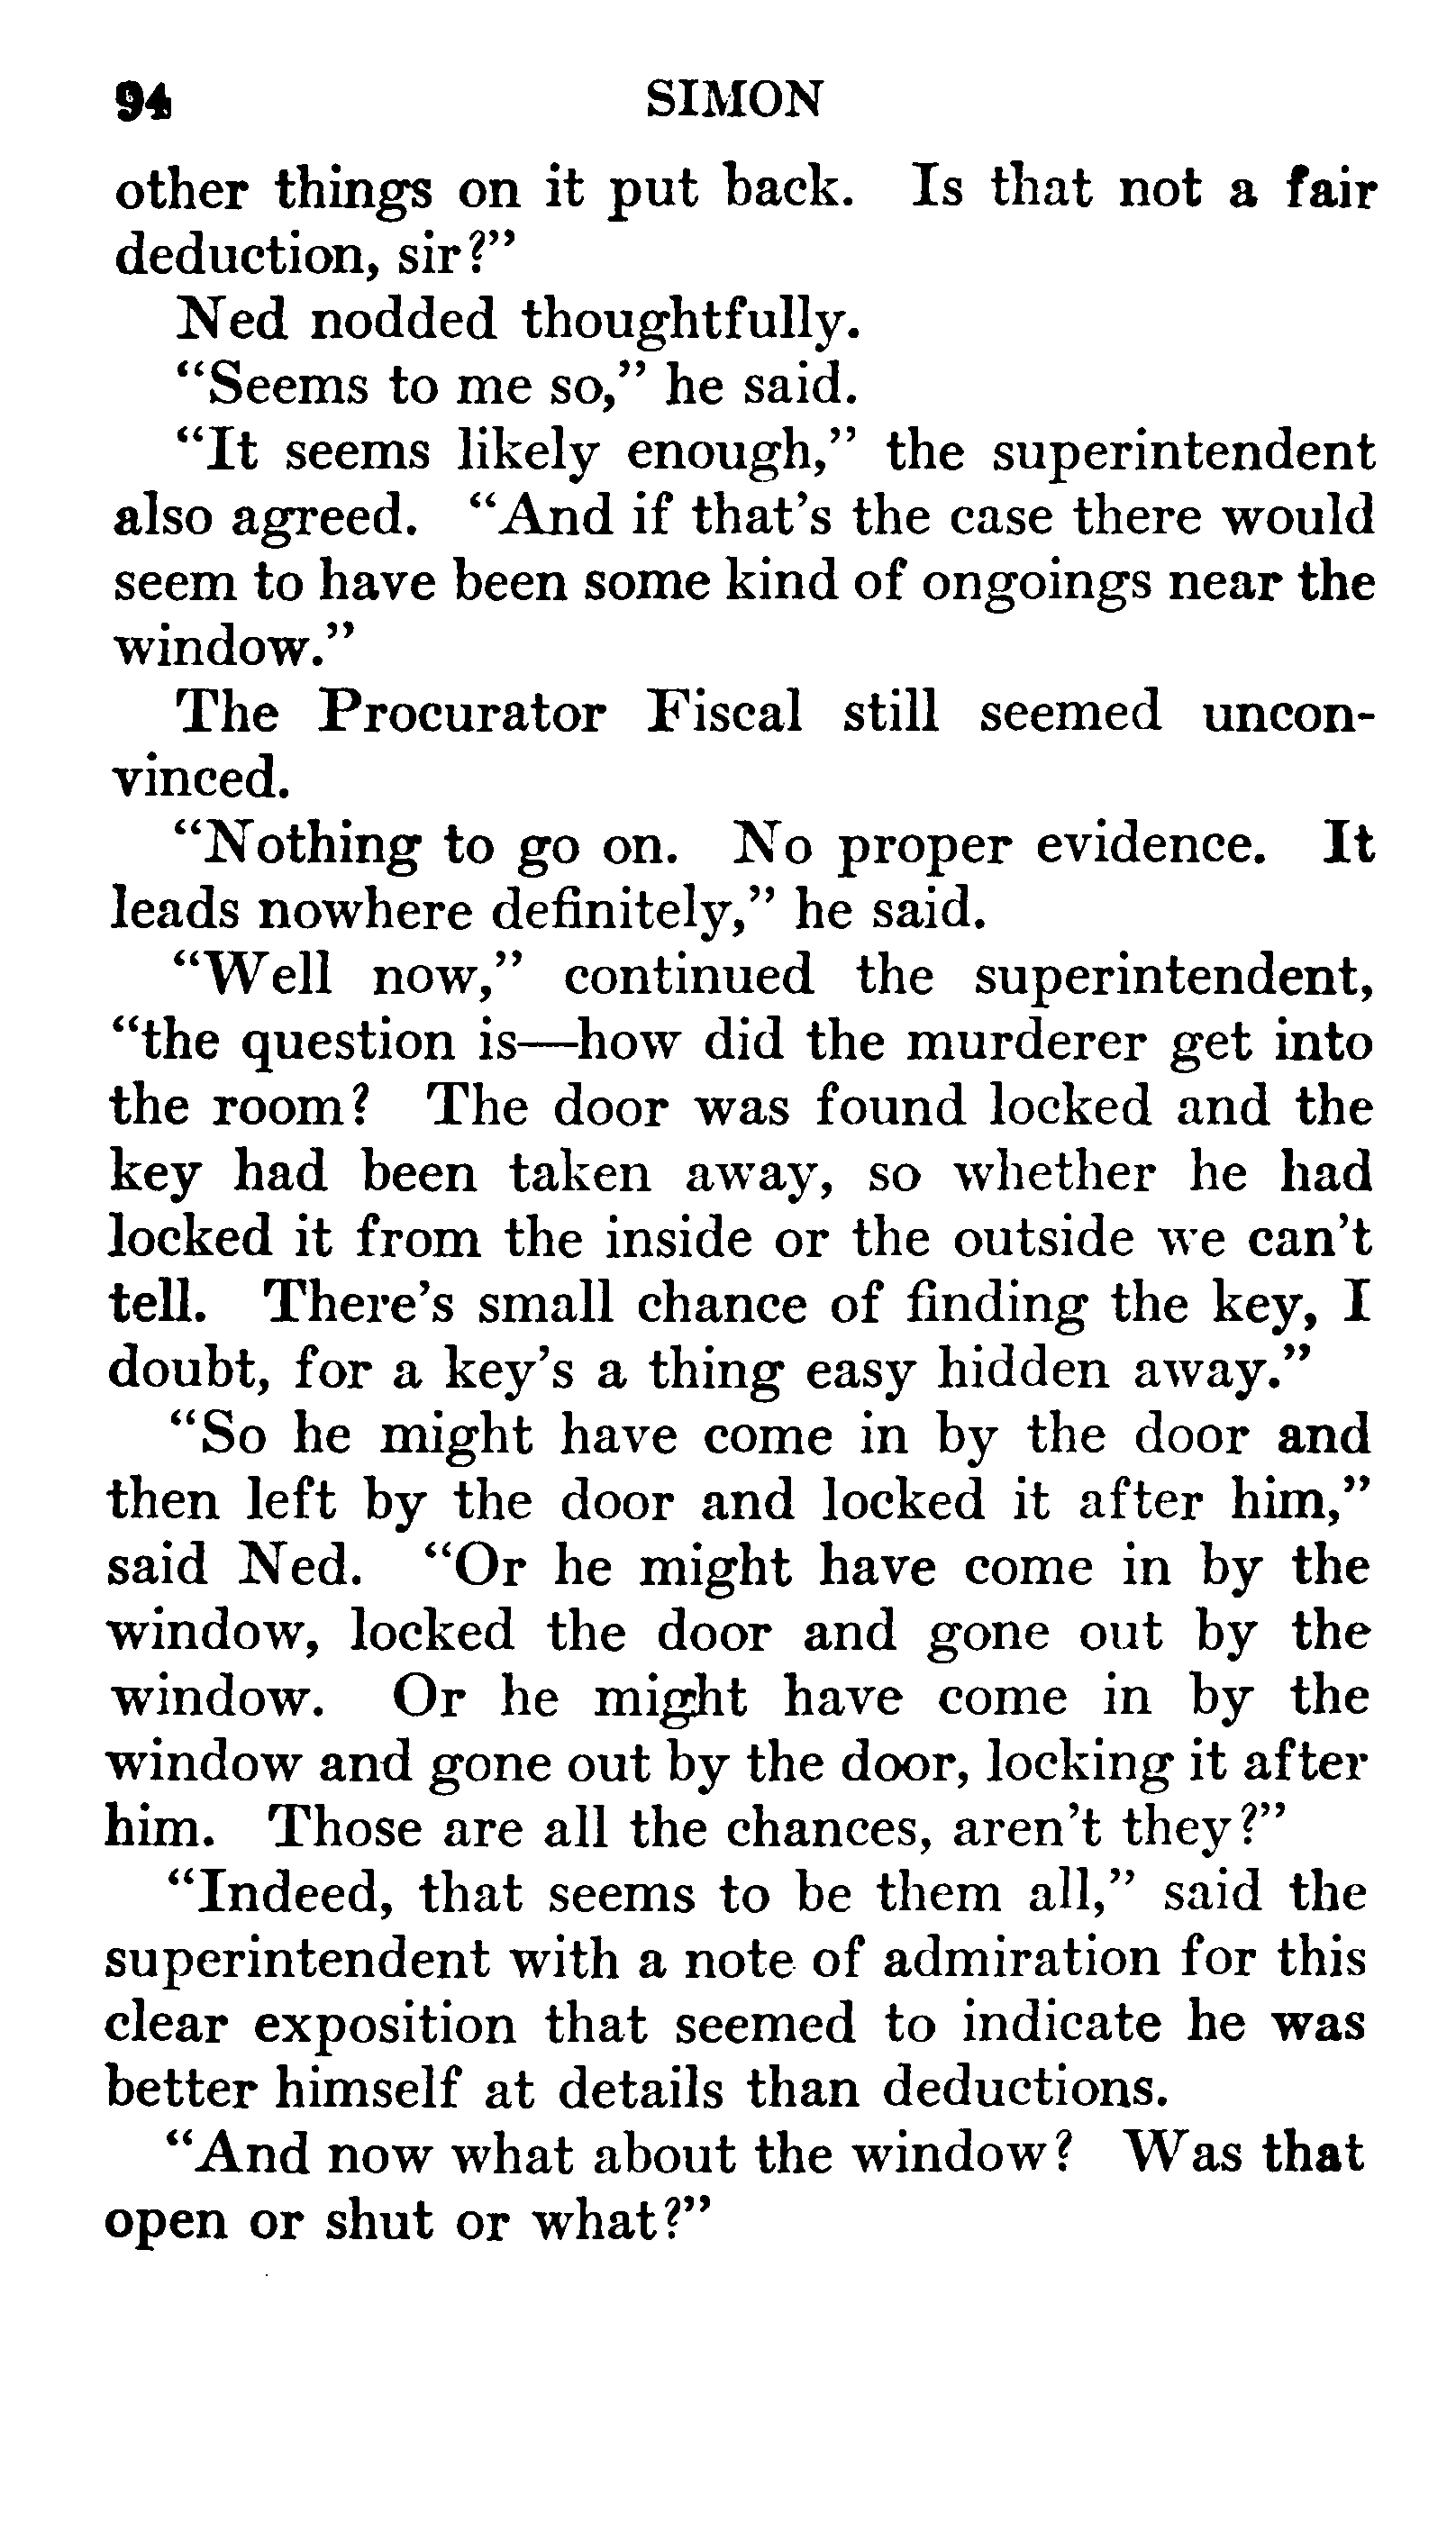 94 SIMON
other things on it put back. Is that not a fair
deduction, sir?”
Ned nodded thoughtfully.
“Seems to me so,” he said.
“It seems likely enough,” the superintendent
also agreed. “And if that’s the case there would
seem to have been some kind of ongoings near the
window.”
The Procurator Fiscal still seemed uncon-
vinced.
“Nothing to go on. No proper evidence. It
leads nowhere definitely,” he said.
“Well now,” continued the superintendent,
“the question is—how did the murderer get into
the room? The door was found locked and the
key had been taken away, so whether he had
locked it from the inside or the outside we can’t
tell. There’s small chance of finding the key, I
doubt, for a key’s a thing easy hidden away.”
“So he might have come in by the door and
then left by the door and locked it after him,”
said Ned. “Or he might have come in by the
window, locked the door and gone out by the
window. Or he might have come in by the
window and gone out by the door, locking it after
him. Those are all the chances, aren’t they?”
“Indeed, that seems to be them all,” said the
superintendent with a note of admiration for this
clear exposition that seemed to indicate he was
better himself at details than deductions.
“And now what about the window? Was that
open or shut or what?”